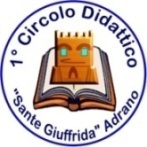 1° Circolo Didattico
"Sante Giuffrida" Adrano